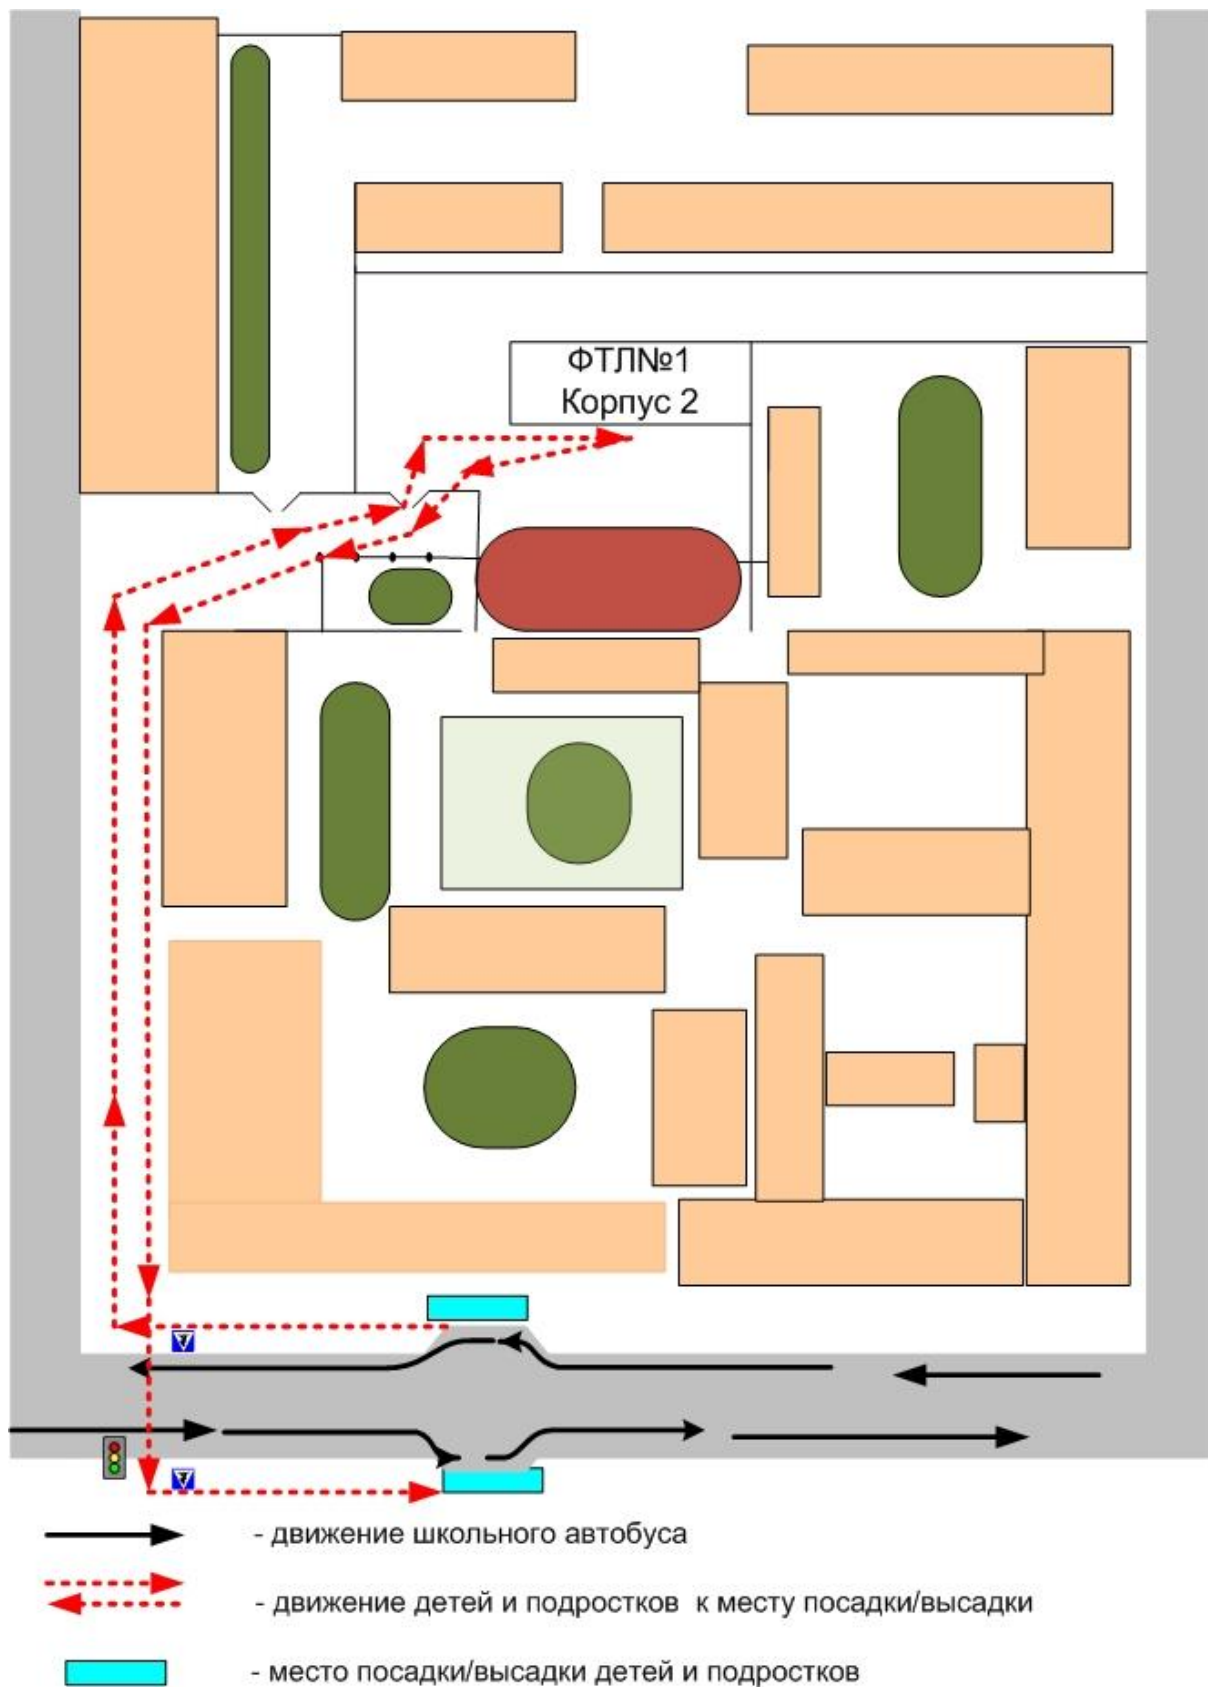 ФТЛ№1
Корпус 2
- движение школьного автобуса
- движение детей и подростков к месту посадки/высадки
- место посадки/высадки детей и подростков